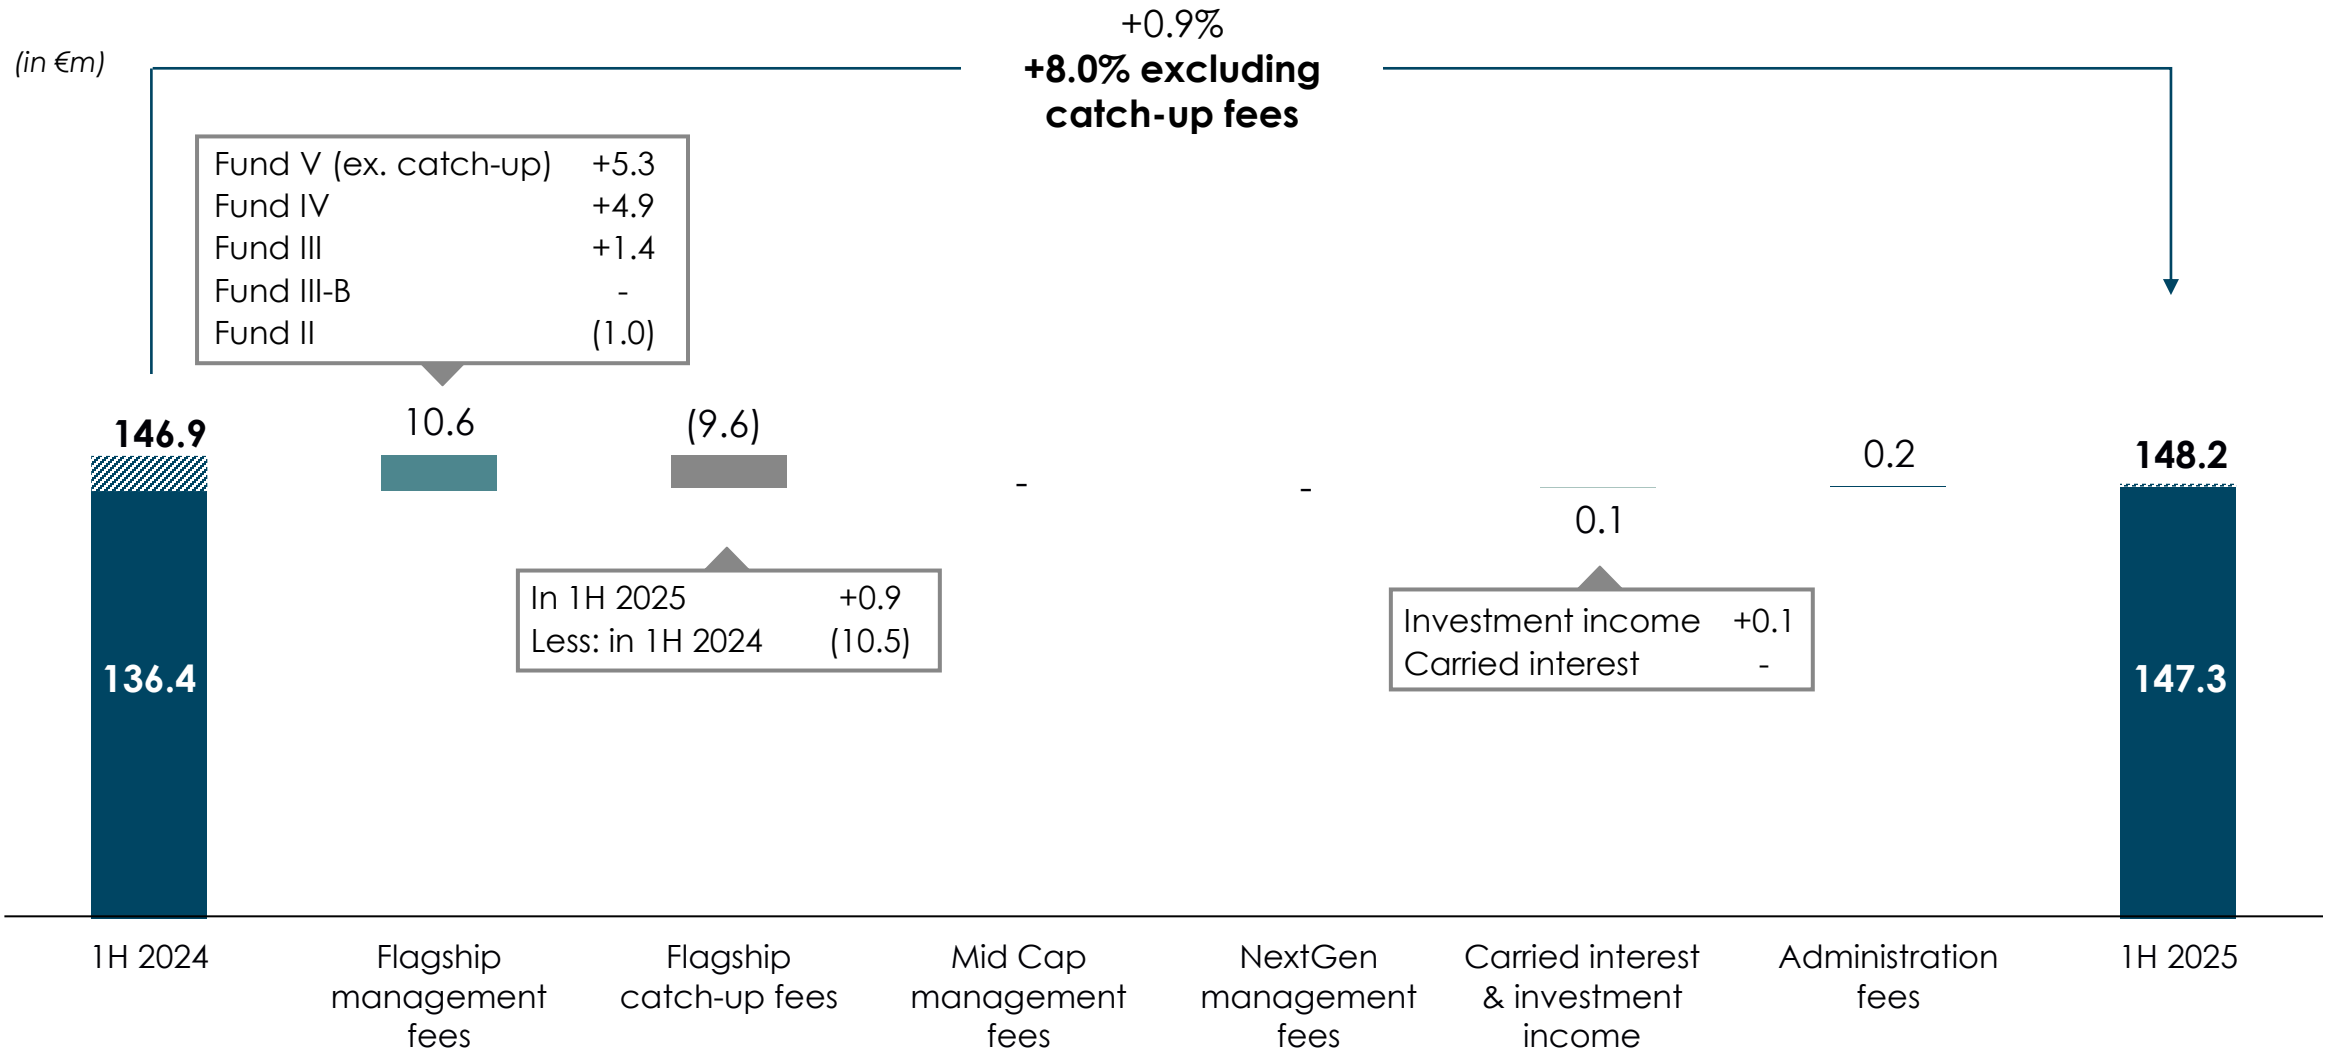 (in €m)
+0.9%
+8.0% excluding
catch-up fees
Fund V (ex. catch-up) +5.3
Fund IV +4.9
Fund III +1.4
Fund III-B -
Fund II (1.0)
146.9
10.6
(9.6)
-
-
0.1
0.2
148.2
In 1H 2025 +0.9
Less: in 1H 2024 (10.5)
Investment income +0.1
Carried interest -
136.4
147.3
1H 2024
Flagship
management
fees
Flagship
catch-up fees
Mid Cap
management
fees
NextGen
management
fees
Carried interest
& investment
income
Administration
fees
1H 2025